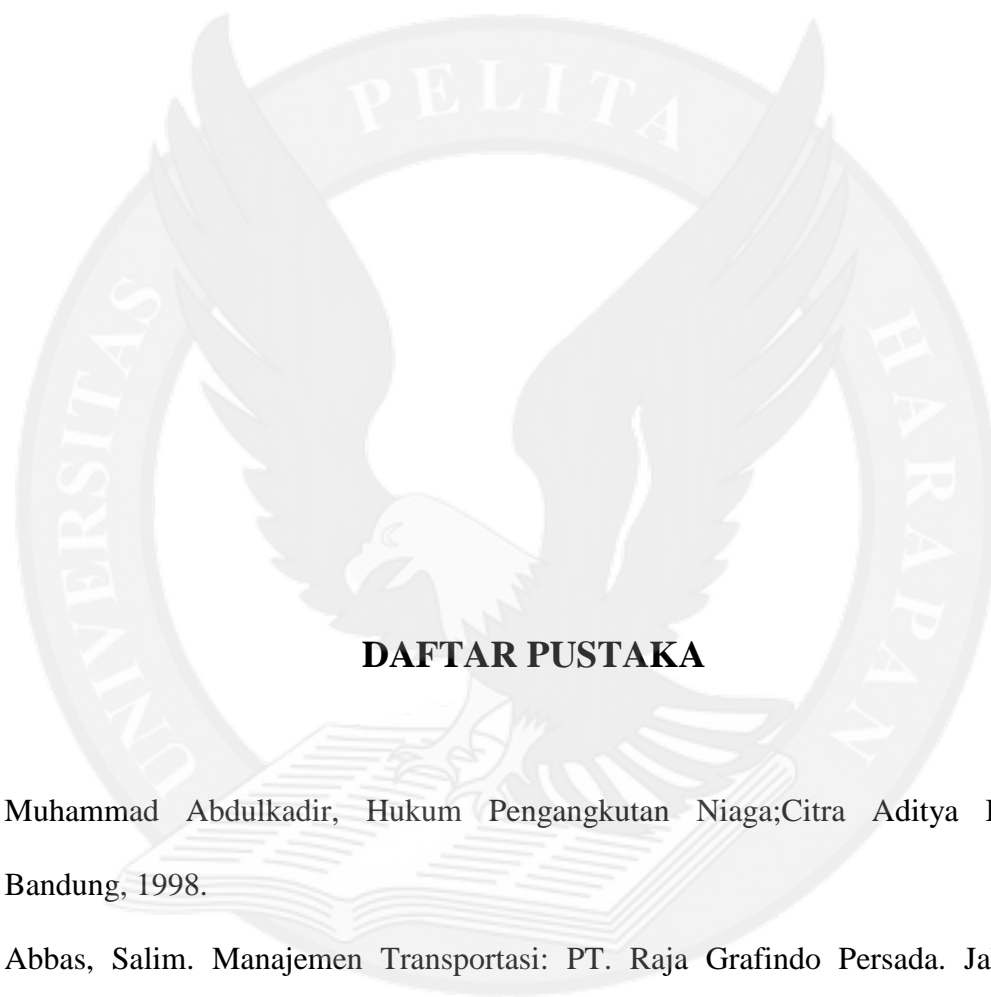 UNIVERSITAS PELITA HARAPAN
DAFTAR PUSTAKA
Muhammad Abdulkadir, Hukum Pengangkutan Niaga;Citra Aditya
Bandung, 1998.
Abbas, Salim. Manajemen Transportasi: PT. Raja Grafindo Persada.